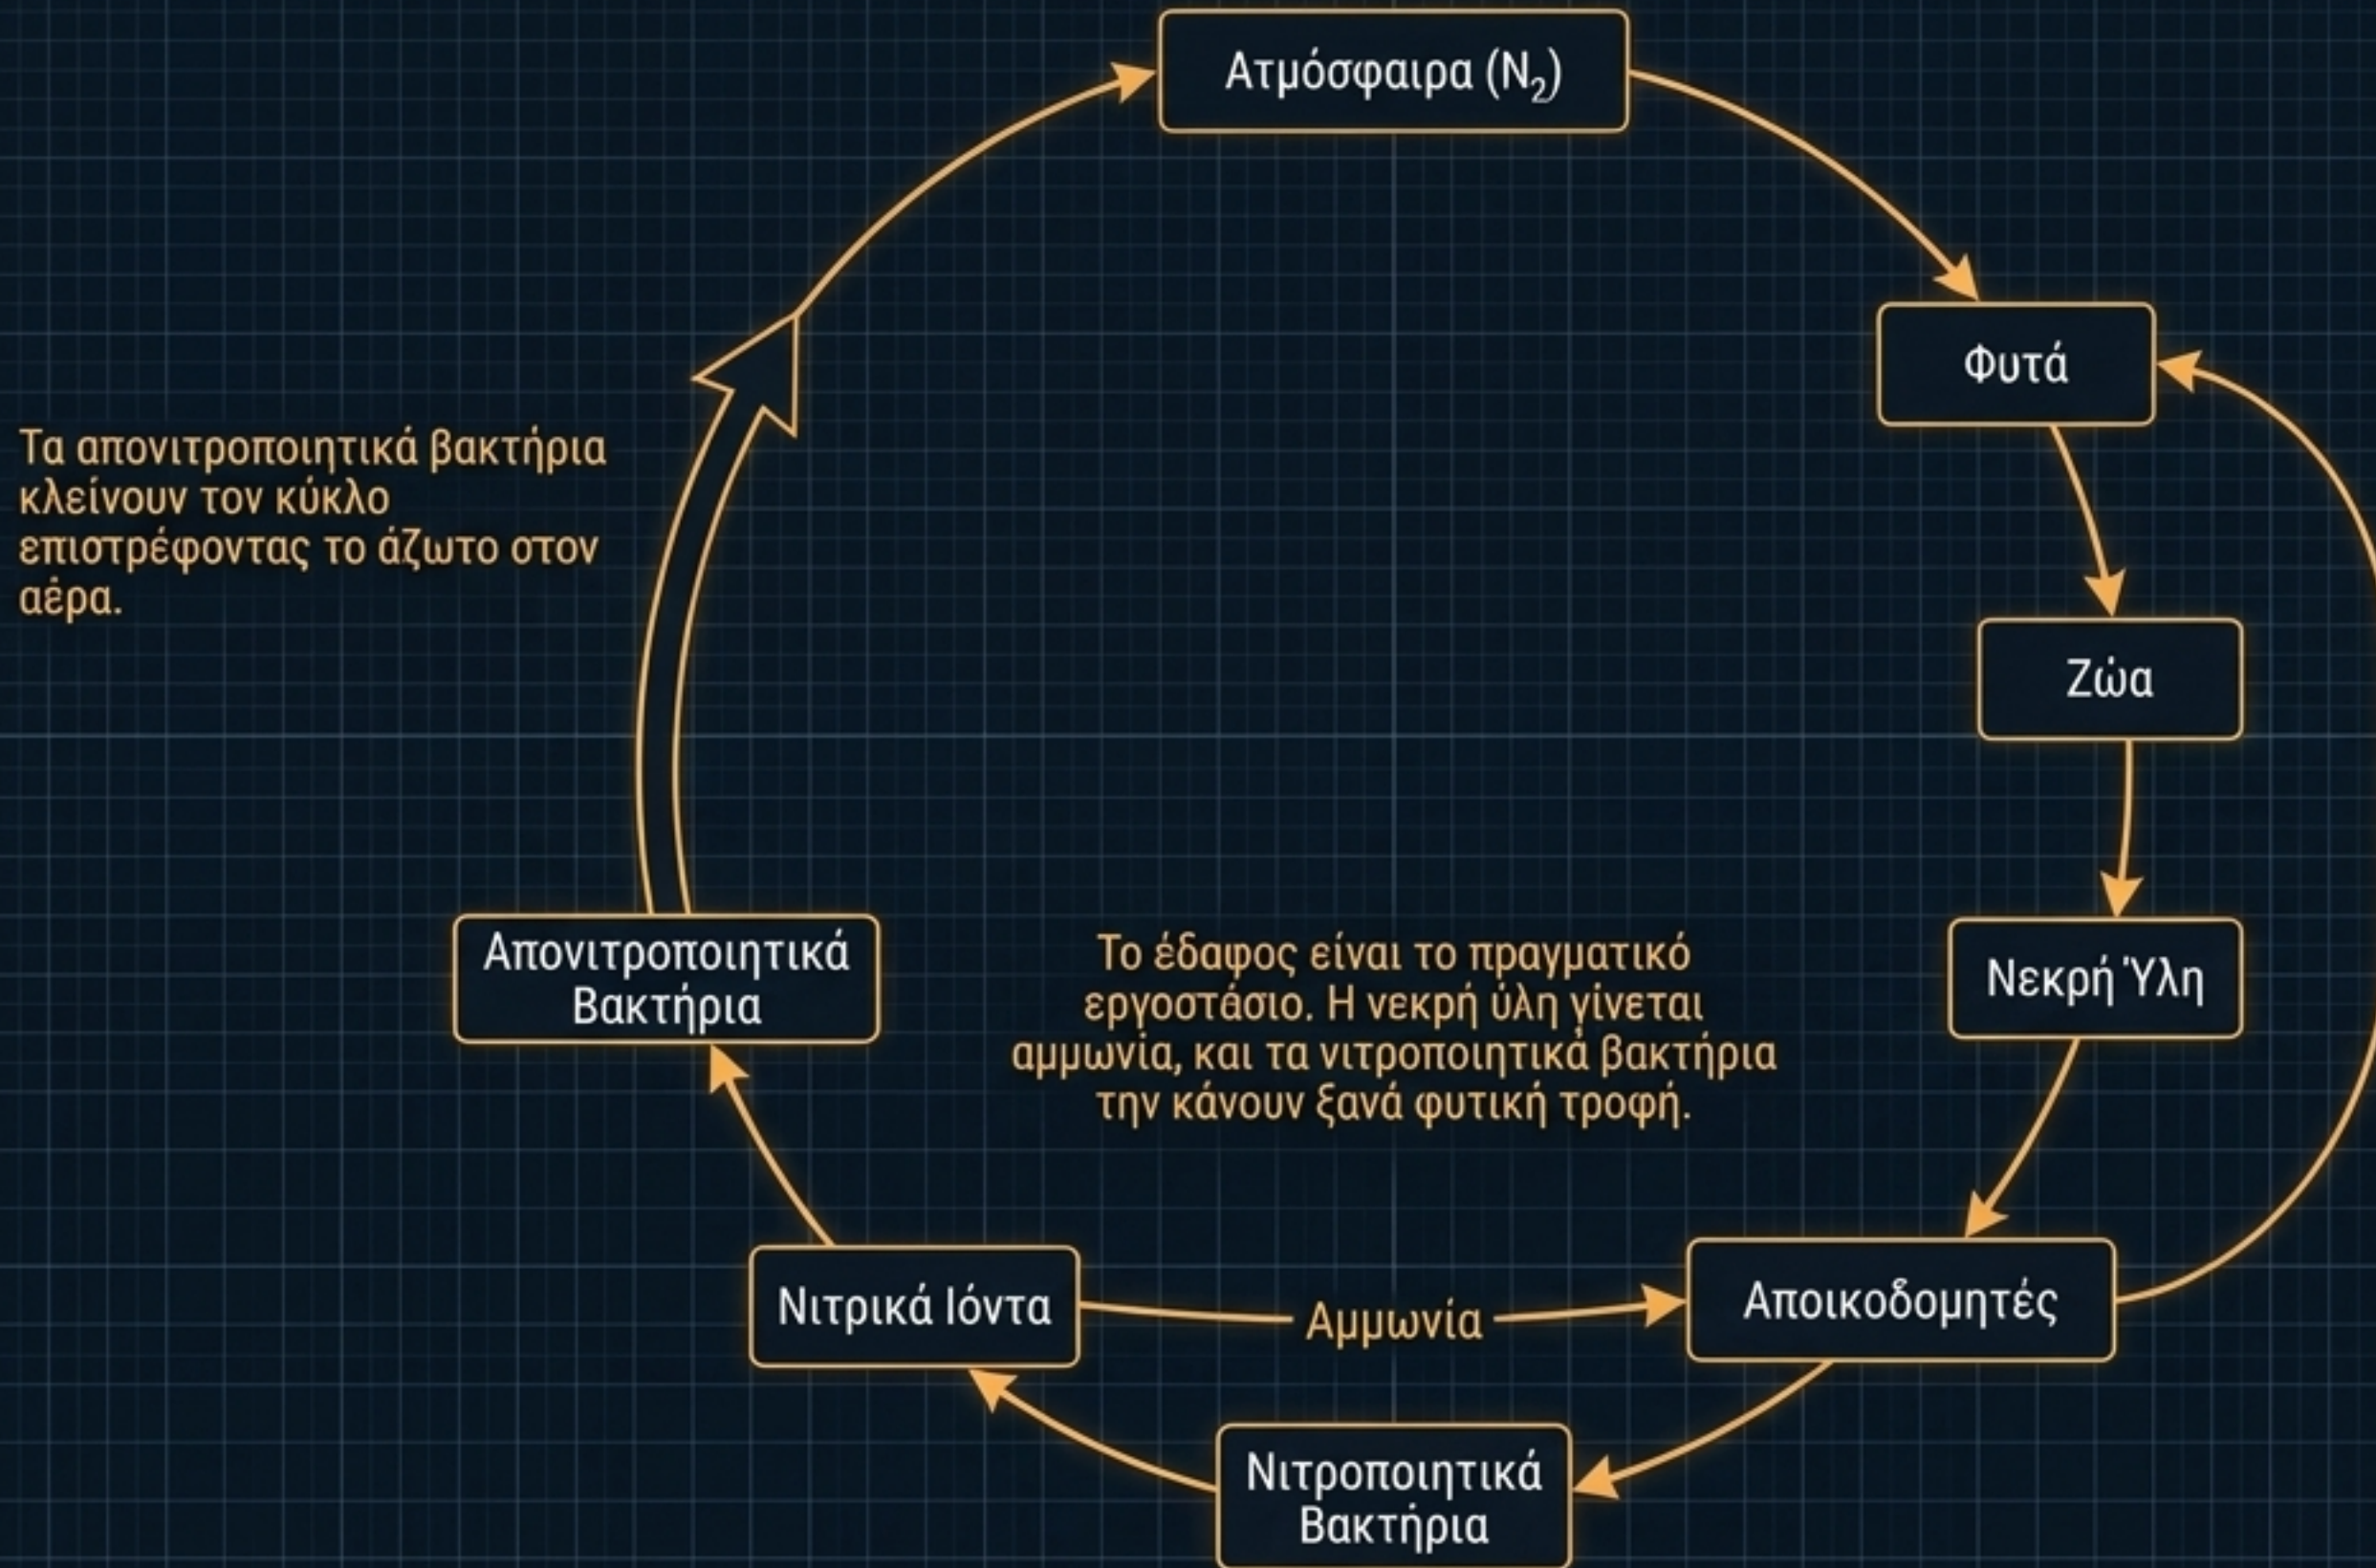 Ατμόσφαιρα (N₂)
Φυτά
Τα απονιτροποιητικά βακτήρια
κλείνουν τον κύκλο
επιστρέφοντας το άζωτο στον
αέρα.
Ζώα
Απονιτροποιητικά
Βακτήρια
Το έδαφος είναι το πραγματικό
εργοστάσιο. Η νεκρή ύλη γίνεται
αμμωνία, και τα νιτροποιητικά βακτήρια
την κάνουν ξανά φυτική τροφή.
Νεκρή Ύλη
Νιτρικά Ιόντα
Αμμωνία
Αποικοδομητές
Νιτροποιητικά
Βακτήρια